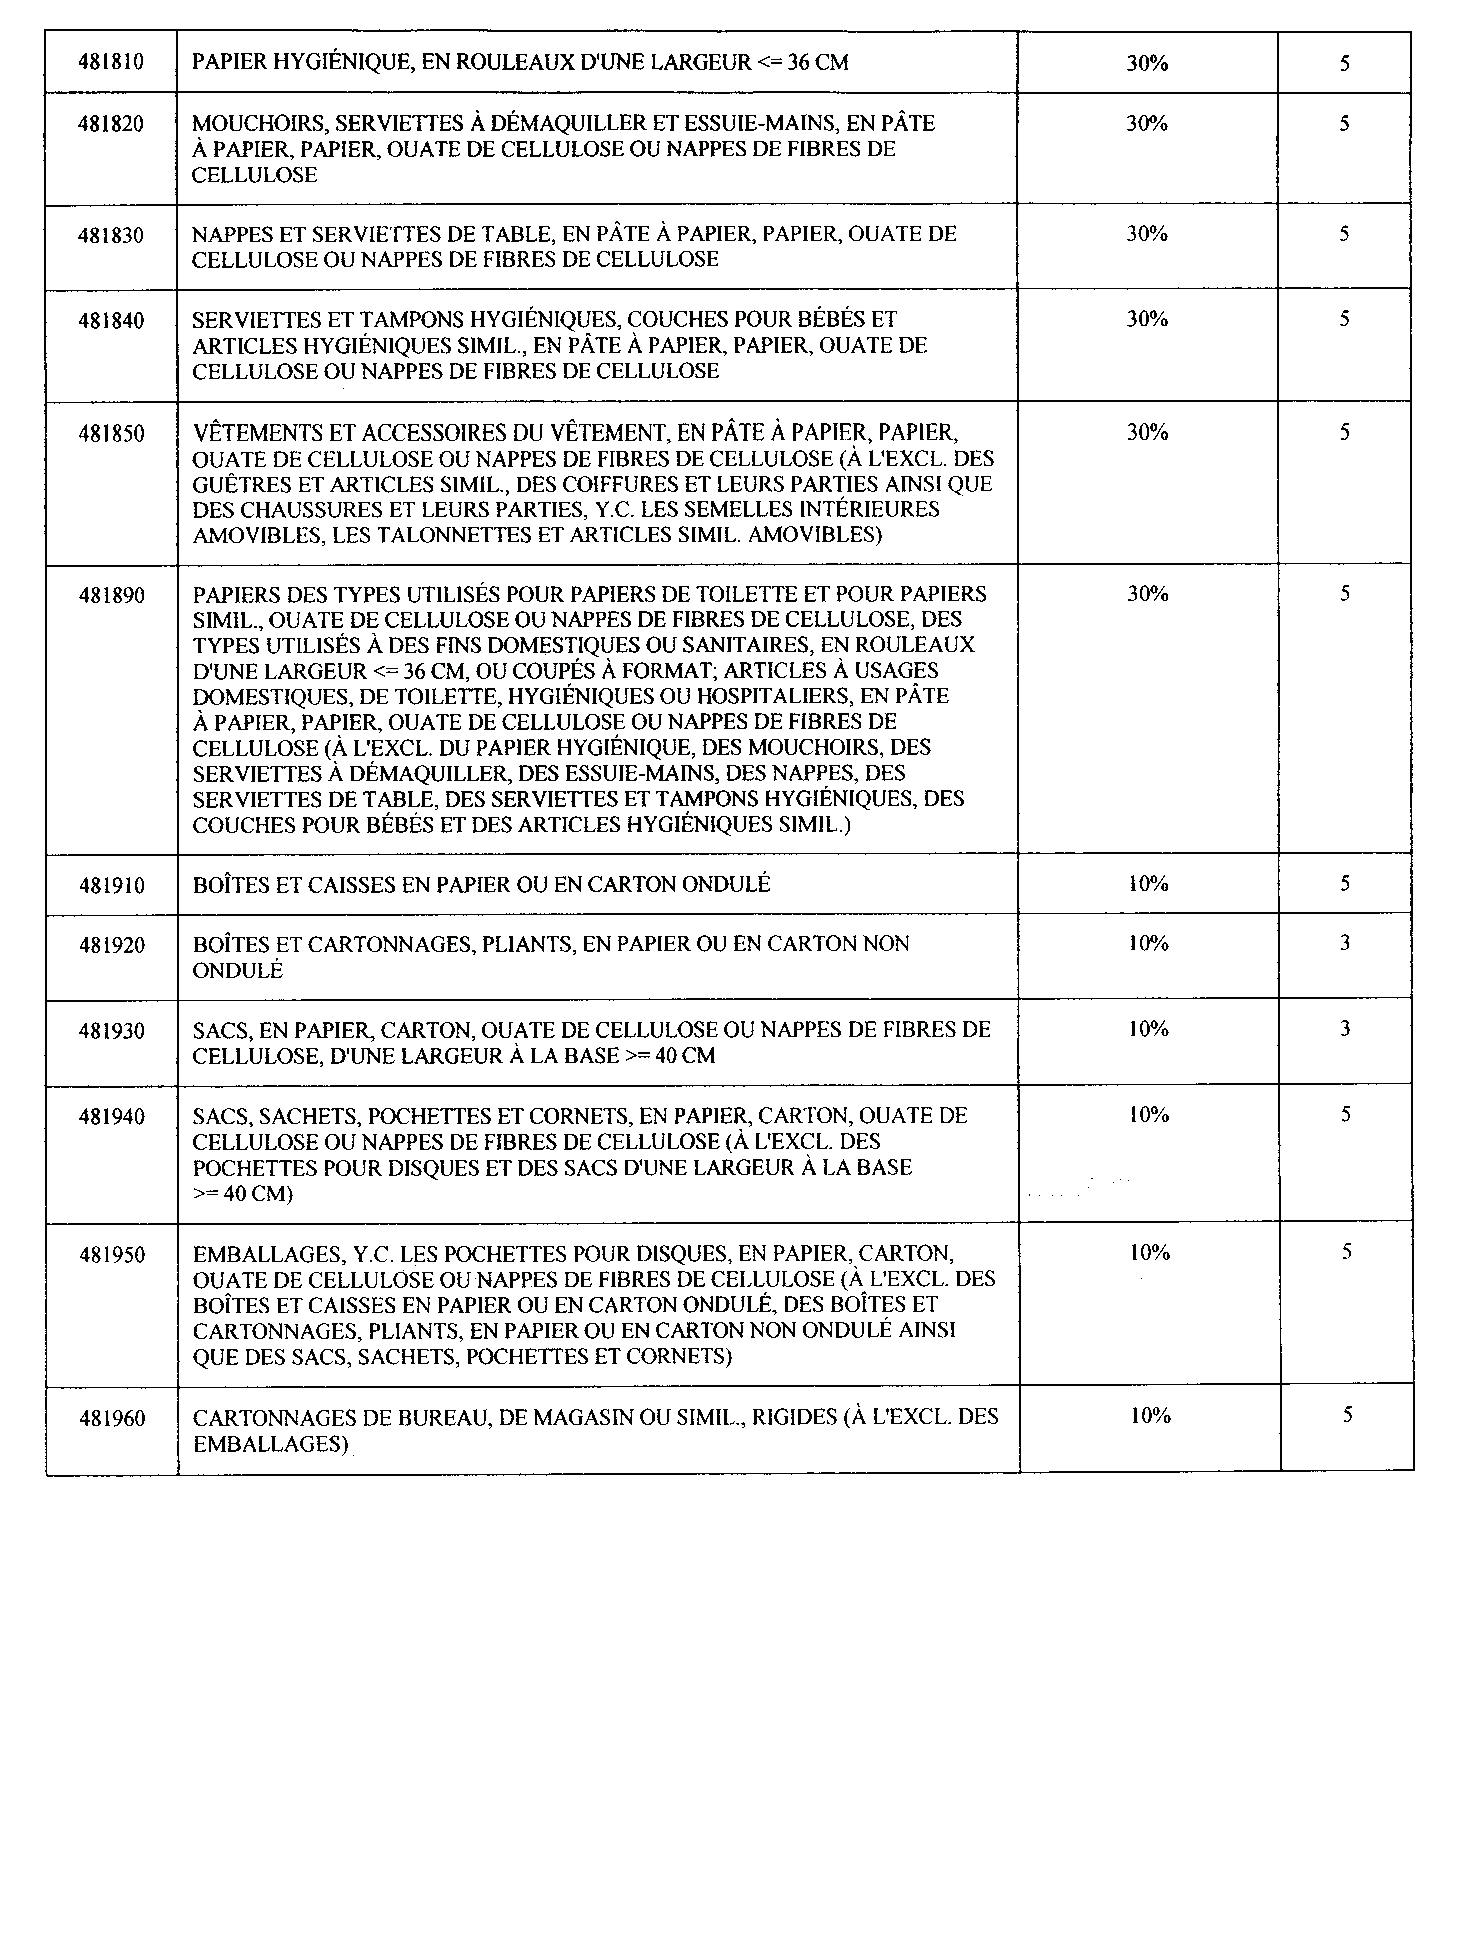 481810 PAPIER HYGIÉNIQUE, EN ROULEAUX D'UNE LARGEUR <= 36 CM 30% 5
481820 MOUCHOIRS, SERVIETTES À DÉMAQUILLER ET ESSUIE-MAINS, EN PÂTE 30% 5
À PAPIER, PAPIER, OUATE DE CELLULOSE OU NAPPES DE FIBRES DE
CELLULOSE
481830 NAPPES ET SERVIETTES DE TABLE, EN PÂTE À PAPIER, PAPIER, OUATE DE 30% 5
CELLULOSE OU NAPPES DE FIBRES DE CELLULOSE
481840 SERVIETTES ET TAMPONS HYGIÉNIQUES, COUCHES POUR BÉBÉS ET 30% 5
ARTICLES HYGIÉNIQUES SIMIL., EN PÂTE À PAPIER, PAPIER, OUATE DE
CELLULOSE OU NAPPES DE FIBRES DE CELLULOSE
481850 VÊTEMENTS ET ACCESSOIRES DU VÊTEMENT, EN PÂTE À PAPIER, PAPIER, 30% 5
OUATE DE CELLULOSE OU NAPPES DE FIBRES DE CELLULOSE (À L'EXCL. DES
GUÊTRES ET ARTICLES SIMIL., DES COIFFURES ET LEURS PARTIES AINSI QUE
DES CHAUSSURES ET LEURS PARTIES, Y.C. LES SEMELLES INTÉRIEURES
AMOVIBLES, LES TALONNETTES ET ARTICLES SIMIL. AMOVIBLES)
481890 PAPIERS DES TYPES UTILISÉS POUR PAPIERS DE TOILETTE ET POUR PAPIERS 30% 5
SIMIL., OUATE DE CELLULOSE OU NAPPES DE FIBRES DE CELLULOSE, DES
TYPES UTILISÉS À DES FINS DOMESTIQUES OU SANITAIRES, EN ROULEAUX
D'UNE LARGEUR <= 36 CM, OU COUPÉS À FORMAT; ARTICLES À USAGES
DOMESTIQUES, DE TOILETTE, HYGIÉNIQUES OU HOSPITALIERS, EN PÂTE
À PAPIER, PAPIER, OUATE DE CELLULOSE OU NAPPES DE FIBRES DE
CELLULOSE (À L'EXCL. DU PAPIER HYGIÉNIQUE, DES MOUCHOIRS, DES
SERVIETTES À DÉMAQUILLER, DES ESSUIE-MAINS, DES NAPPES, DES
SERVIETTES DE TABLE, DES SERVIETTES ET TAMPONS HYGIÉNIQUES, DES
COUCHES POUR BÉBÉS ET DES ARTICLES HYGIÉNIQUES SIMIL.)
481910 BOÎTES ET CAISSES EN PAPIER OU EN CARTON ONDULÉ 10% 5
481920 BOÎTES ET CARTONNAGES, PLIANTS, EN PAPIER OU EN CARTON NON 10% 3
ONDULÉ
481930 SACS, EN PAPIER, CARTON, OUATE DE CELLULOSE OU NAPPES DE FIBRES DE 10% 3
CELLULOSE, D'UNE LARGEUR À LA BASE >= 40 CM
481940 SACS, SACHETS, POCHETTES ET CORNETS, EN PAPIER, CARTON, OUATE DE 10% 5
CELLULOSE OU NAPPES DE FIBRES DE CELLULOSE (À L'EXCL. DES
POCHETTES POUR DISQUES ET DES SACS D'UNE LARGEUR À LA BASE
>= 40 CM)
481950 EMBALLAGES, Y.C. LES POCHETTES POUR DISQUES, EN PAPIER, CARTON, 10% 5
OUATE DE CELLULOSE OU NAPPES DE FIBRES DE CELLULOSE (À L'EXCL. DES
BOÎTES ET CAISSES EN PAPIER OU EN CARTON ONDULÉ, DES BOÎTES ET
CARTONNAGES, PLIANTS, EN PAPIER OU EN CARTON NON ONDULÉ AINSI
QUE DES SACS, SACHETS, POCHETTES ET CORNETS)
481960 CARTONNAGES DE BUREAU, DE MAGASIN OU SIMIL., RIGIDES (À L'EXCL. DES 10% 5
EMBALLAGES)